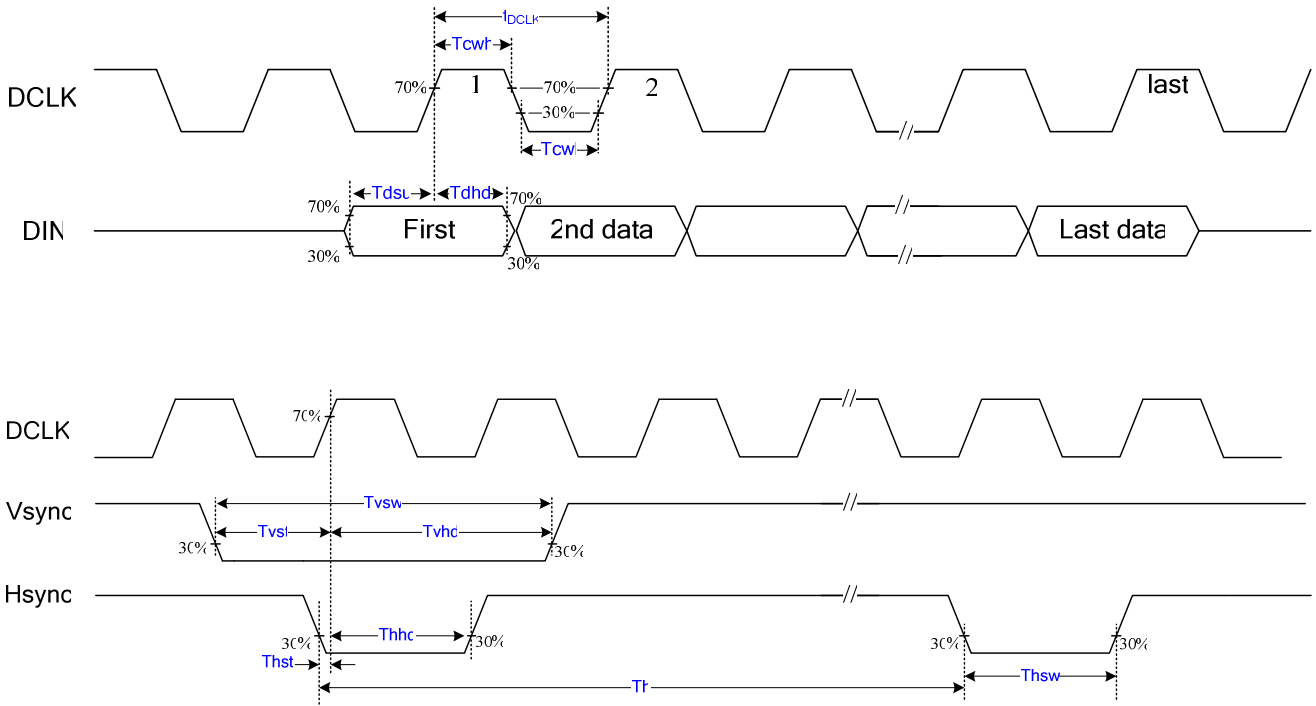 tDCLK
Tcwh
DCLK 70% 1 70% 2 last
30%
Tcwl
Tdsu Tdhd
70% 70%
DIN First 2nd data Last data
30% 30%
DCLK 70%
Vsync Tvsw
Tvst Tvhd
30% 30%
Hsync
30% Thhd 30% 30% 30%
Thst
Th Thsw